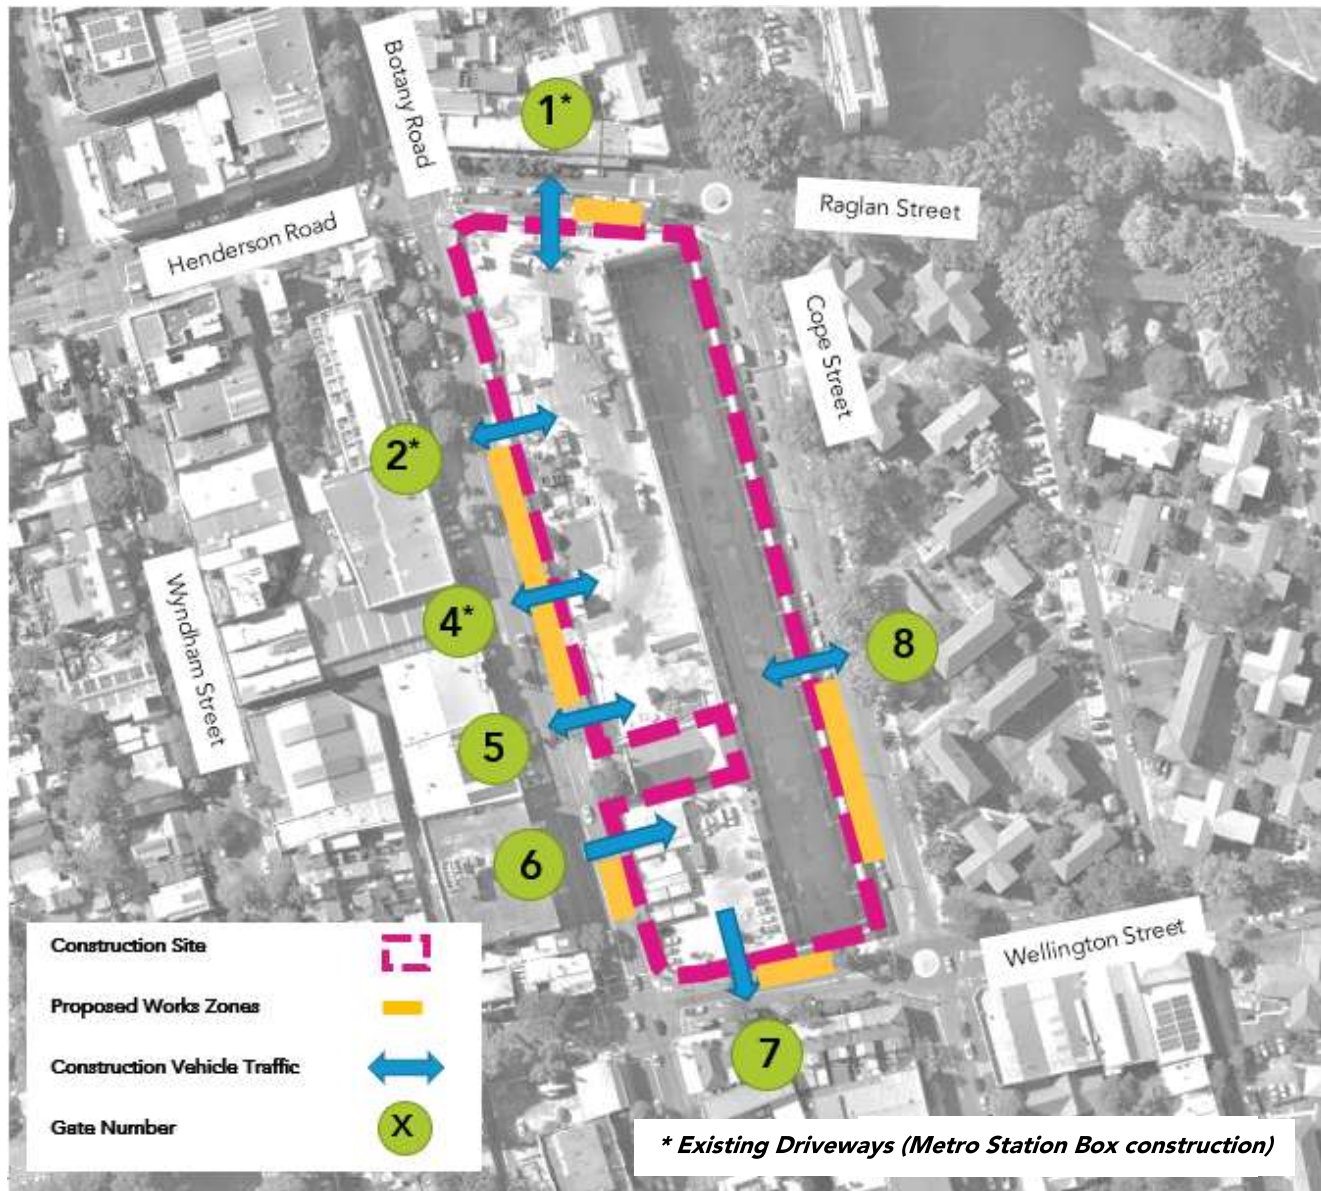 Botany Road
1*
Raglan Street
Henderson Road
Cope Street
2*
4*
8
Wyndham Street
5
6
Wellington Street
7
Construction Site
Proposed Works Zones
Construction Vehicle Traffic
Gate Number
X
* Existing Driveways (Metro Station Box construction)